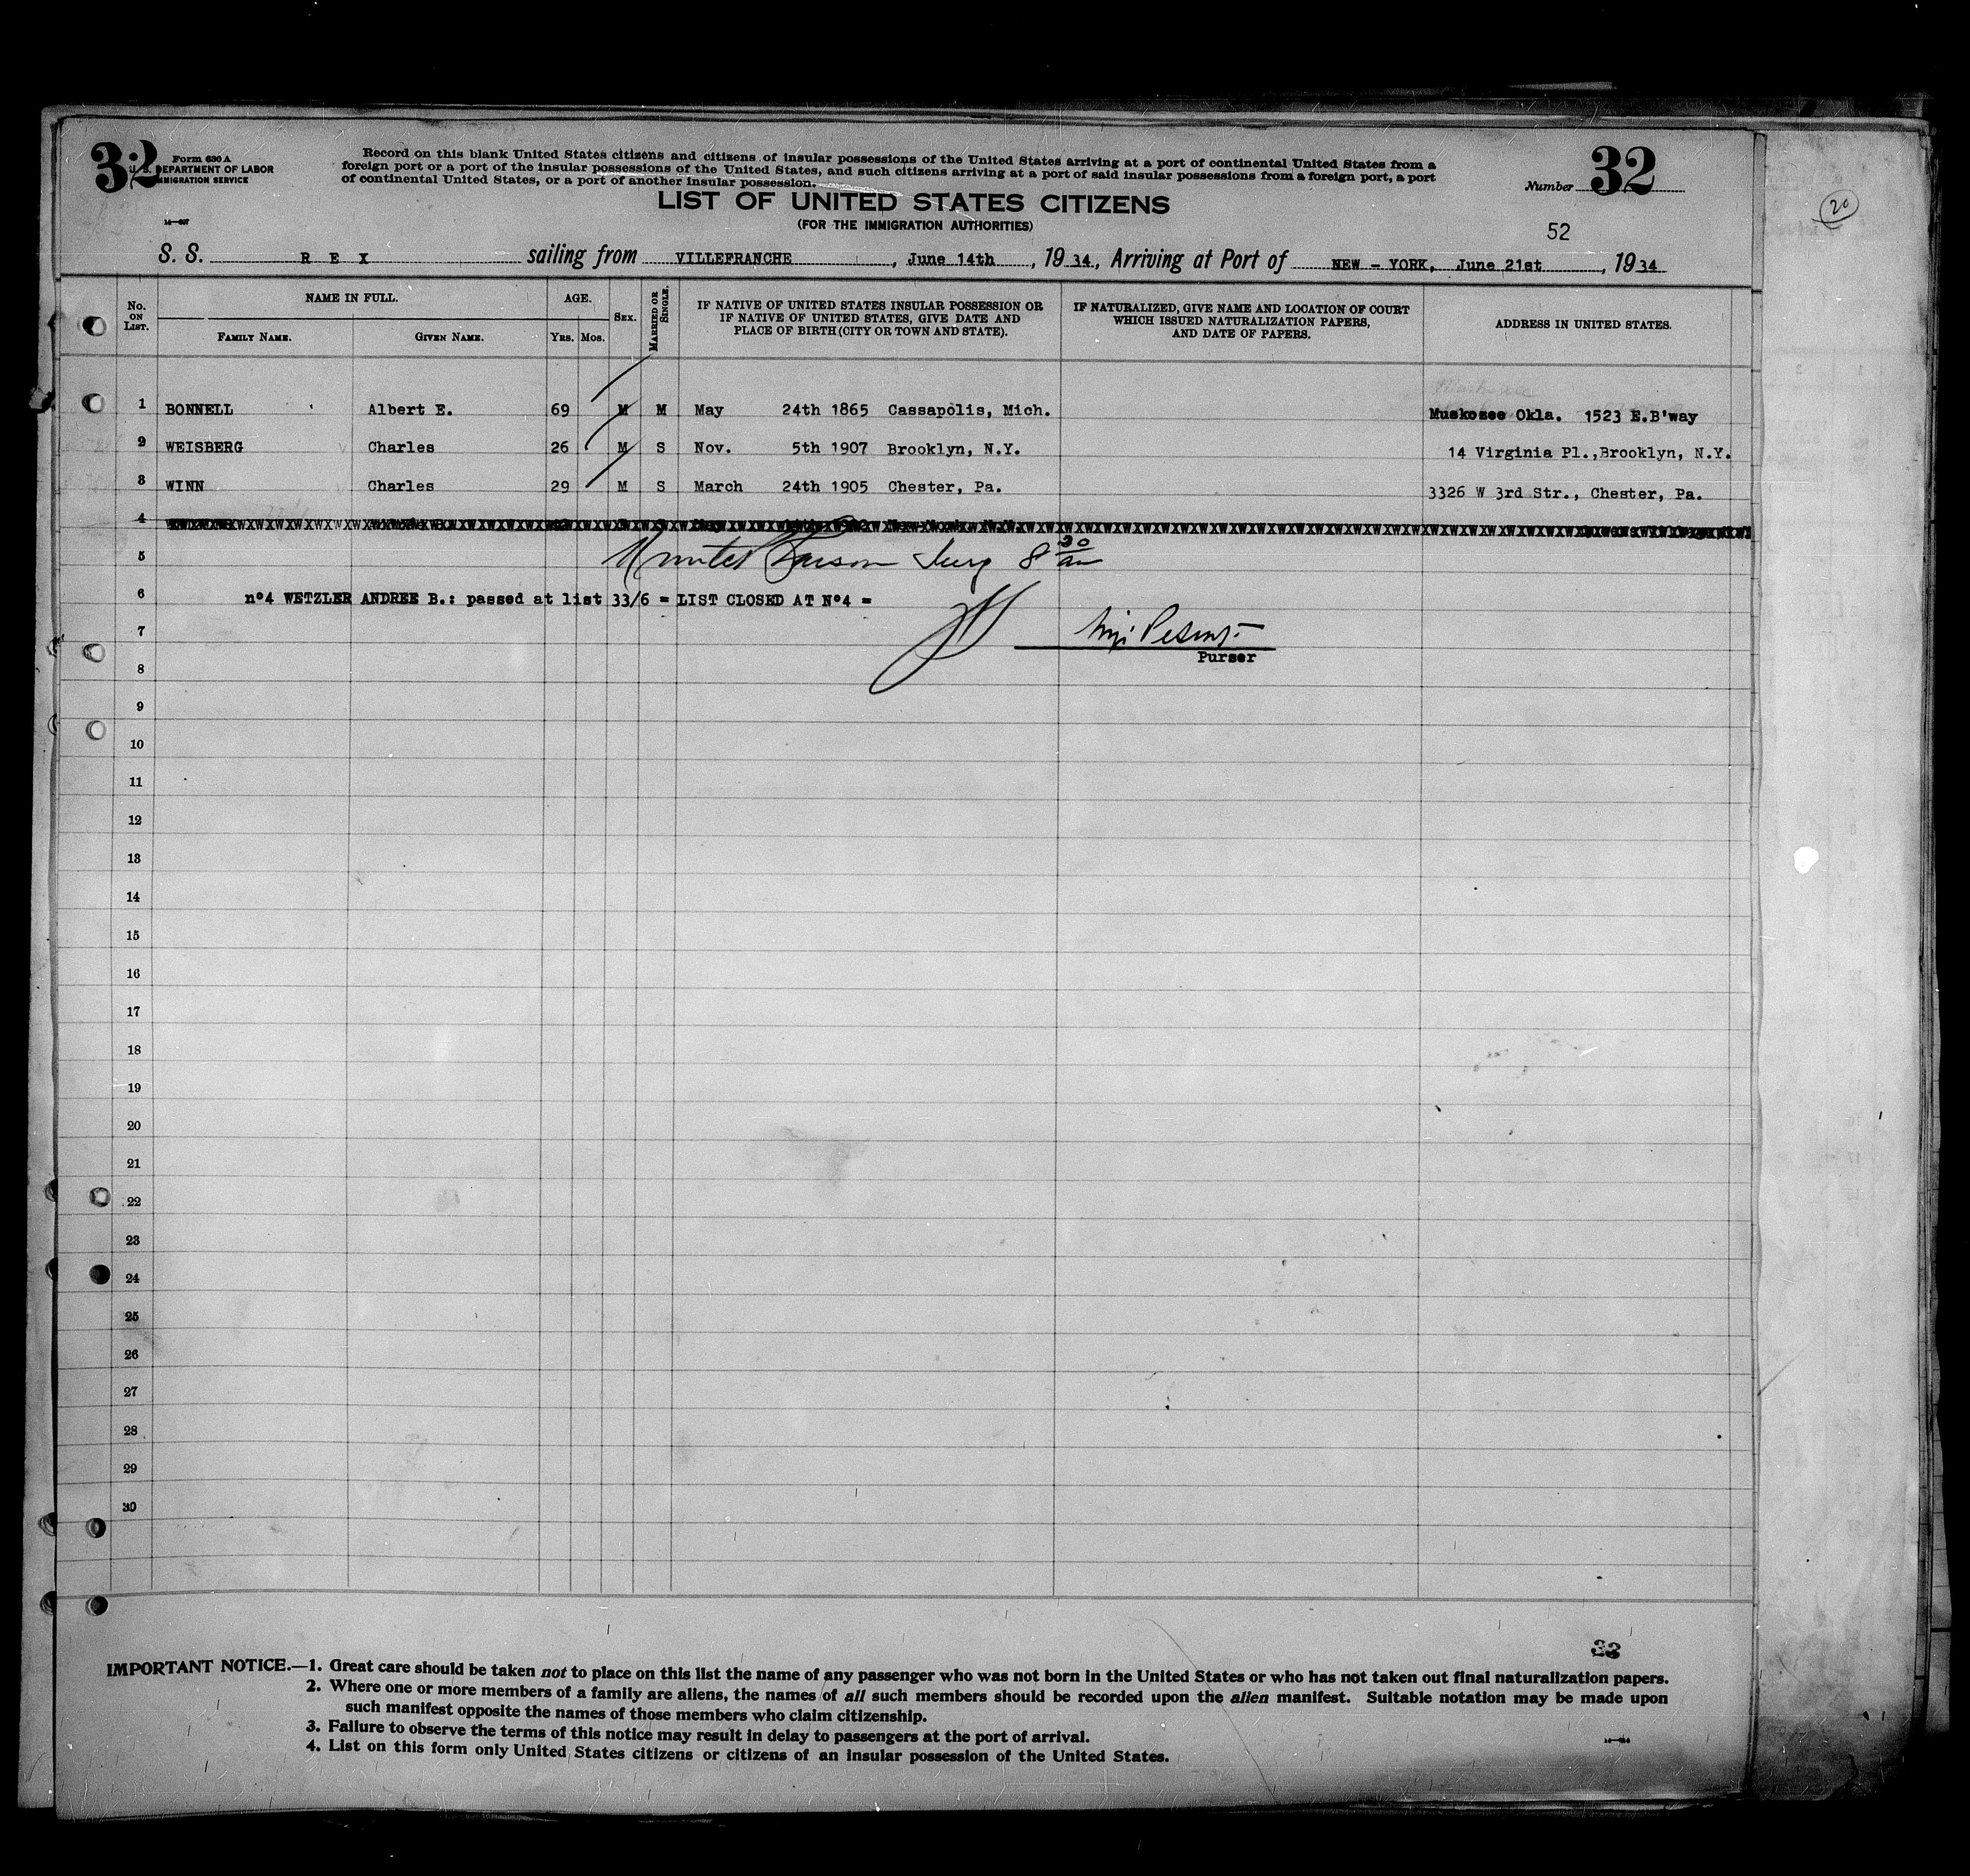 32
Form 630 A
U. S. DEPARTMENT OF LABOR
IMMIGRATION SERVICE
Record on this blank United States citizens and citizens of insular possessions of the United States arriving at a port of continental United States from a
foreign port or a port of the insular possessions of the United States, and such citizens arriving at a port of said insular possessions from a foreign port, a port
of continental United States, or a port of another insular possession.
Number 32
20
LIST OF UNITED STATES CITIZENS
(FOR THE IMMIGRATION AUTHORITIES)
52
S. S. R E X sailing from VILLEFRANCHE, June 14th, 1934, Arriving at Port of NEW - YORK, June 21st, 1934
No. ON LIST.
NAME IN FULL.
FAMILY NAME. GIVEN NAME.
AGE.
YRS. MOS.
SEX.
MARRIED OR SINGLE.
IF NATIVE OF UNITED STATES INSULAR POSSESSION OR
IF NATIVE OF UNITED STATES, GIVE DATE AND
PLACE OF BIRTH (CITY OR TOWN AND STATE).
IF NATURALIZED, GIVE NAME AND LOCATION OF COURT
WHICH ISSUED NATURALIZATION PAPERS,
AND DATE OF PAPERS.
ADDRESS IN UNITED STATES.
1 BONNELL Albert E. 69 M M May 24th 1865 Cassapolis, Mich. Muskogee Okla. 1523 E.B'way
2 WEISBERG Charles 26 M S Nov. 5th 1907 Brooklyn, N.Y. 14 Virginia Pl.,Brooklyn, N.Y.
3 WINN Charles 29 M S March 24th 1905 Chester, Pa. 3326 W 3rd Str., Chester, Pa.
4
5 8 30 am
6 nº4 WETZLER ANDREE B.: passed at list 33/6 = LIST CLOSED AT Nº4 =
7
Purser
8
9
10
11
12
13
14
15
16
17
18
19
20
21
22
23
24
25
26
27
28
29
30
33
IMPORTANT NOTICE.—1. Great care should be taken not to place on this list the name of any passenger who was not born in the United States or who has not taken out final naturalization papers.
2. Where one or more members of a family are aliens, the names of all such members should be recorded upon the alien manifest. Suitable notation may be made upon
such manifest opposite the names of those members who claim citizenship.
3. Failure to observe the terms of this notice may result in delay to passengers at the port of arrival.
4. List on this form only United States citizens or citizens of an insular possession of the United States.